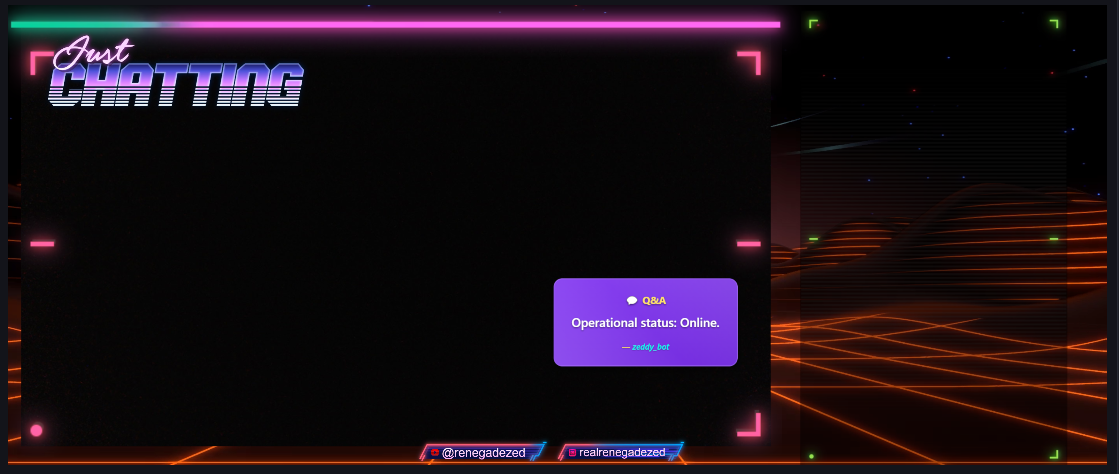 Just
CHATTING
Q&A
Operational status: Online.
— zeddy_bot
@renegadezed
realrenegadezed